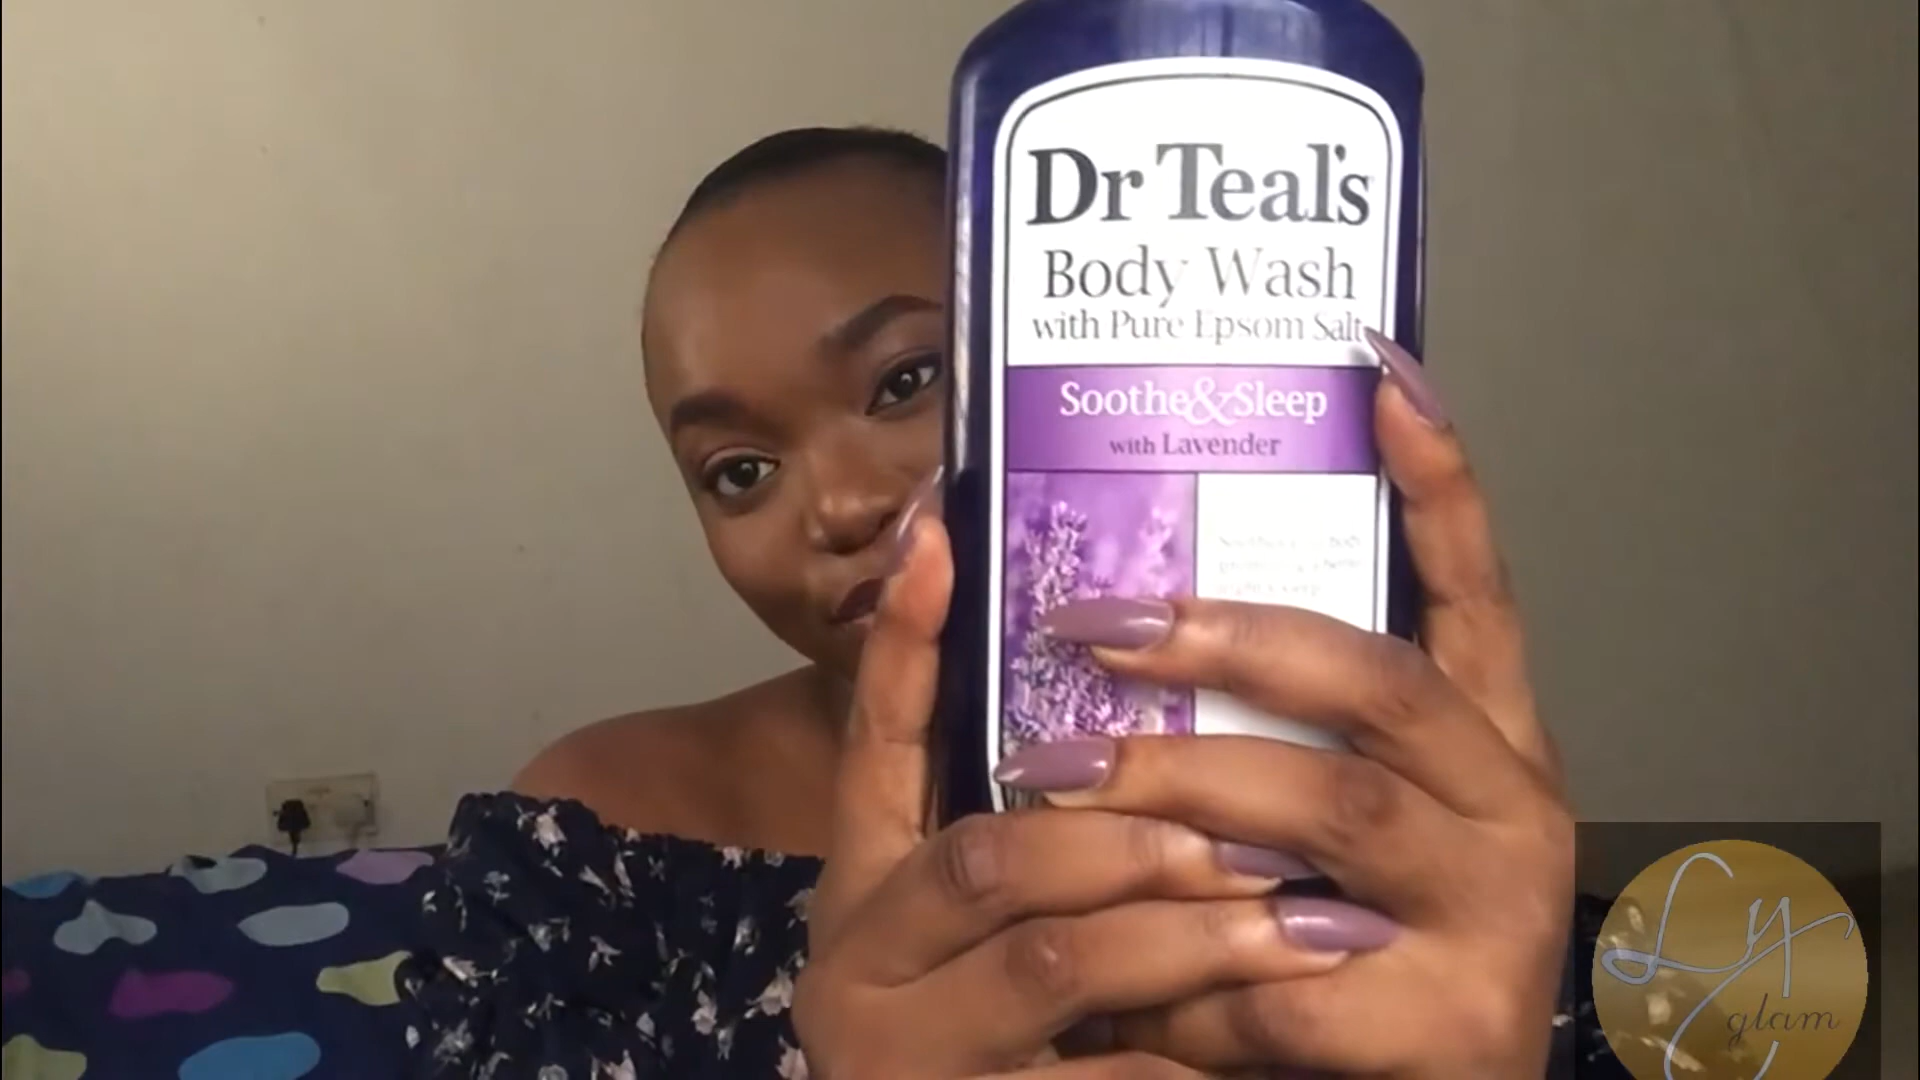 Dr Teal's
Body Wash
with Pure Epsom Salt
Soothe & Sleep
with Lavender
Ly
glam